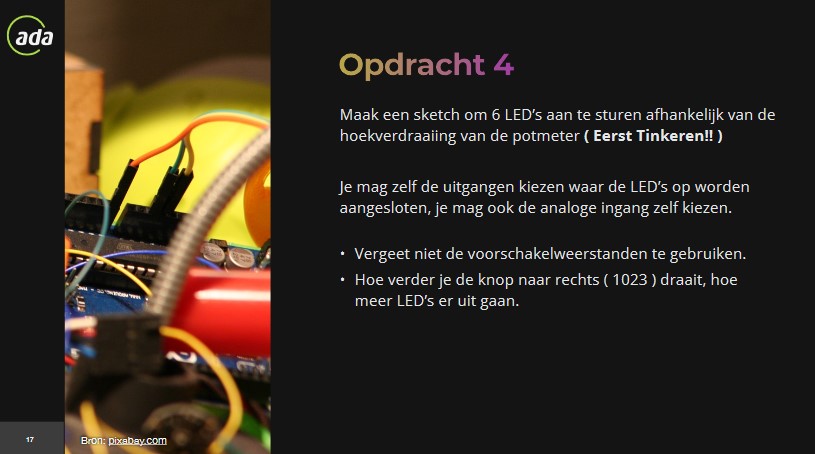 ada
Opdracht 4
Maak een sketch om 6 LED’s aan te sturen afhankelijk van de
hoekverdraaiing van de potmeter ( Eerst Tinkeren!! )
Je mag zelf de uitgangen kiezen waar de LED’s op worden
aangesloten, je mag ook de analoge ingang zelf kiezen.
• Vergeet niet de voorschakelweerstanden te gebruiken.
• Hoe verder je de knop naar rechts ( 1023 ) draait, hoe
meer LED’s er uit gaan.
17
Bron: pixabay.com